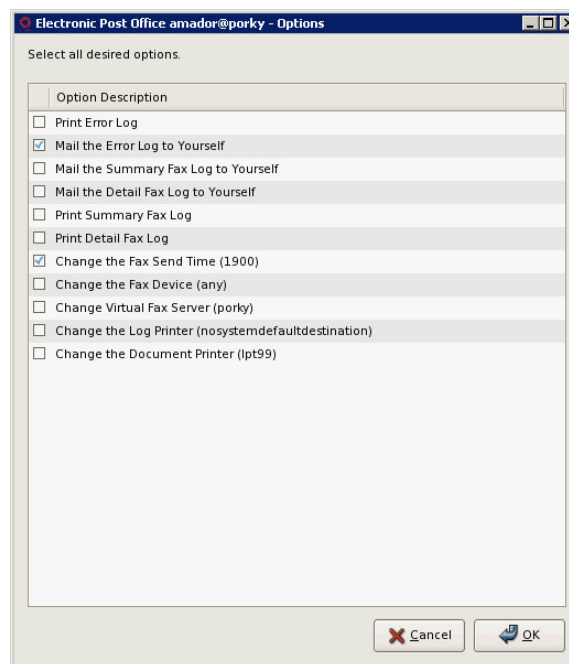 Electronic Post Office amador@porky - Options
Select all desired options.
Option Description
Print Error Log
Mail the Error Log to Yourself
Mail the Summary Fax Log to Yourself
Mail the Detail Fax Log to Yourself
Print Summary Fax Log
Print Detail Fax Log
Change the Fax Send Time (1900)
Change the Fax Device (any)
Change Virtual Fax Server (porky)
Change the Log Printer (nosystemdefaultdestination)
Change the Document Printer (lpt99)
Cancel OK